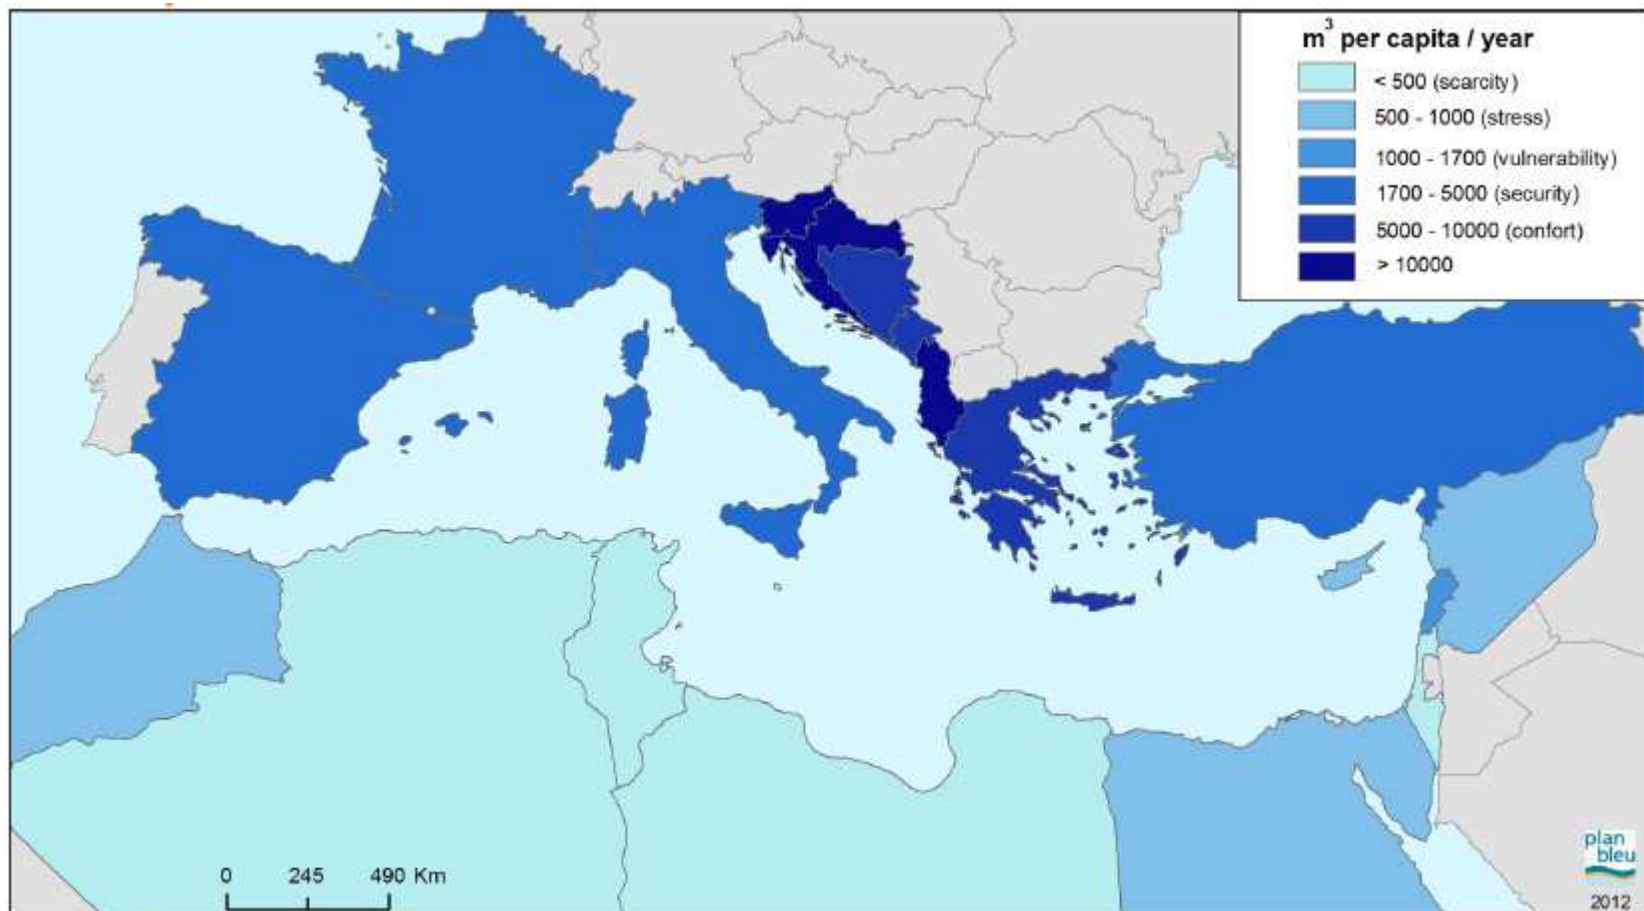 m³ per capita / year
< 500 (scarcity)
500 - 1000 (stress)
1000 - 1700 (vulnerability)
1700 - 5000 (security)
5000 - 10000 (confort)
> 10000
0 245 490 Km
plan
bleu
2012